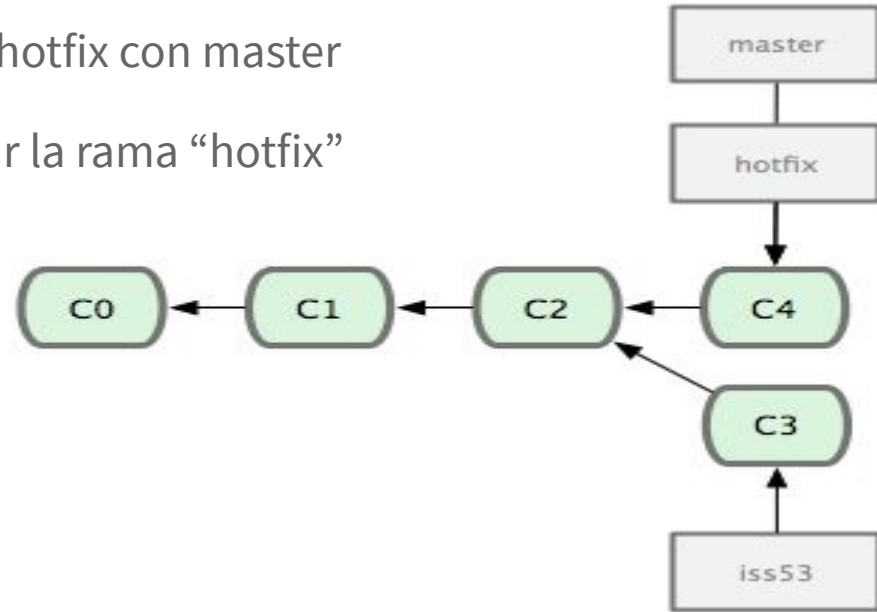 hotfix con master
r la rama “hotfix”
master
hotfix
C0 C1 C2 C4
C3
iss53